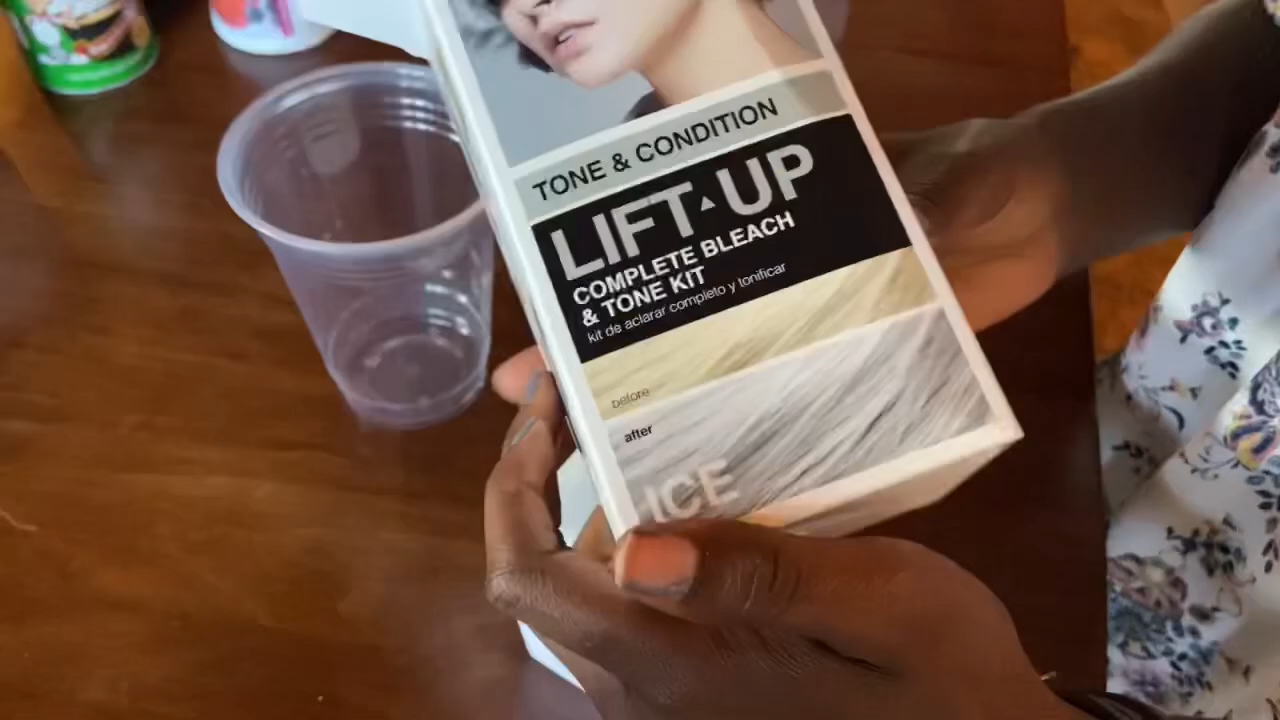 TONE & CONDITION
LIFT UP
COMPLETE BLEACH
& TONE KIT
kit de aclarar completo y tonificar
before
after
ICE